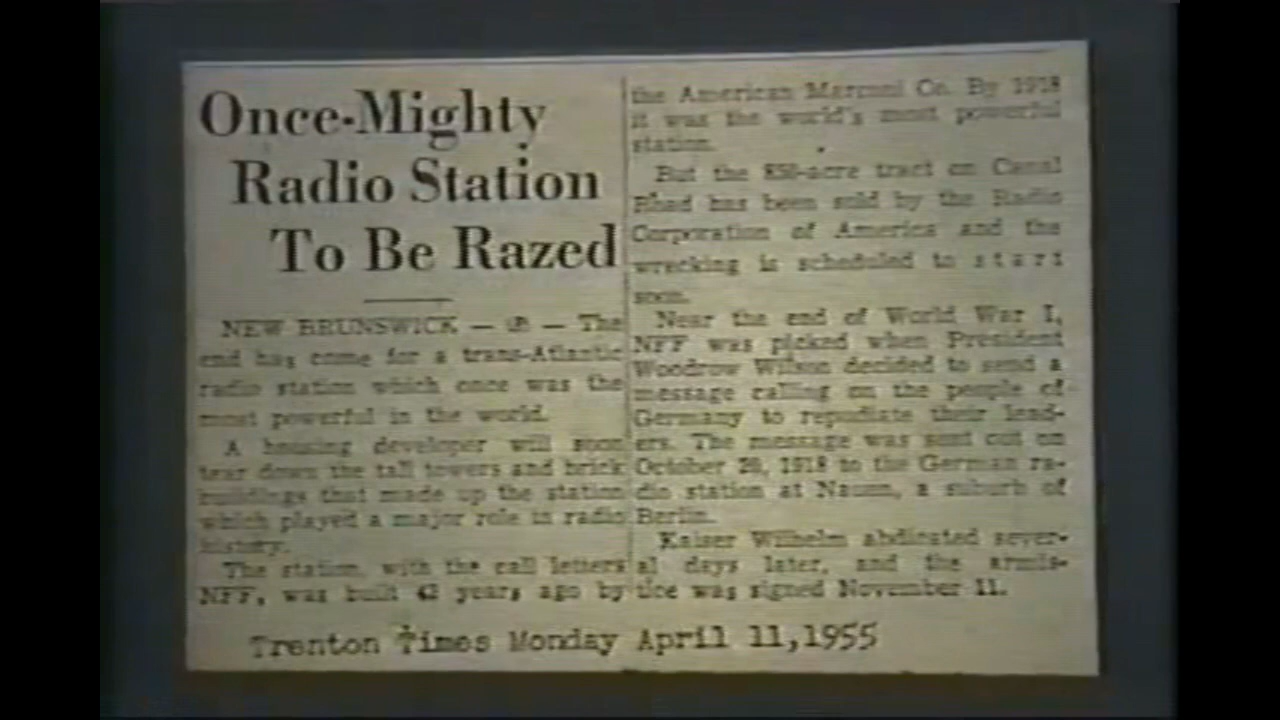 Once-Mighty
Radio Station
To Be Razed
NEW BRUNSWICK — — The
end has come for a trans-Atlantic
radio station which once was the
most powerful in the world.
A housing developer will soon
tear down the tall towers and brick
buildings that made up the station
which played a major role in radio
history.
The station, with the call letters
NFF, was built 42 years ago by
the American Marconi Co. By 1918
it was the world's most powerful
station.
But the acre tract on Canal
Road has been sold by the Radio
Corporation of America and the
wrecking is scheduled to start
soon.
Near the end of World War I,
NFF was picked when President
Woodrow Wilson decided to send a
message calling on the people of
Germany to repudiate their lead-
ers. The message was sent out on
October 20, 1918 to the German ra-
dio station at Nauen, a suburb of
Berlin.
Kaiser Wilhelm abdicated sever-
al days later, and the armis-
tice was signed November 11.
Trenton Times Monday April 11,1955